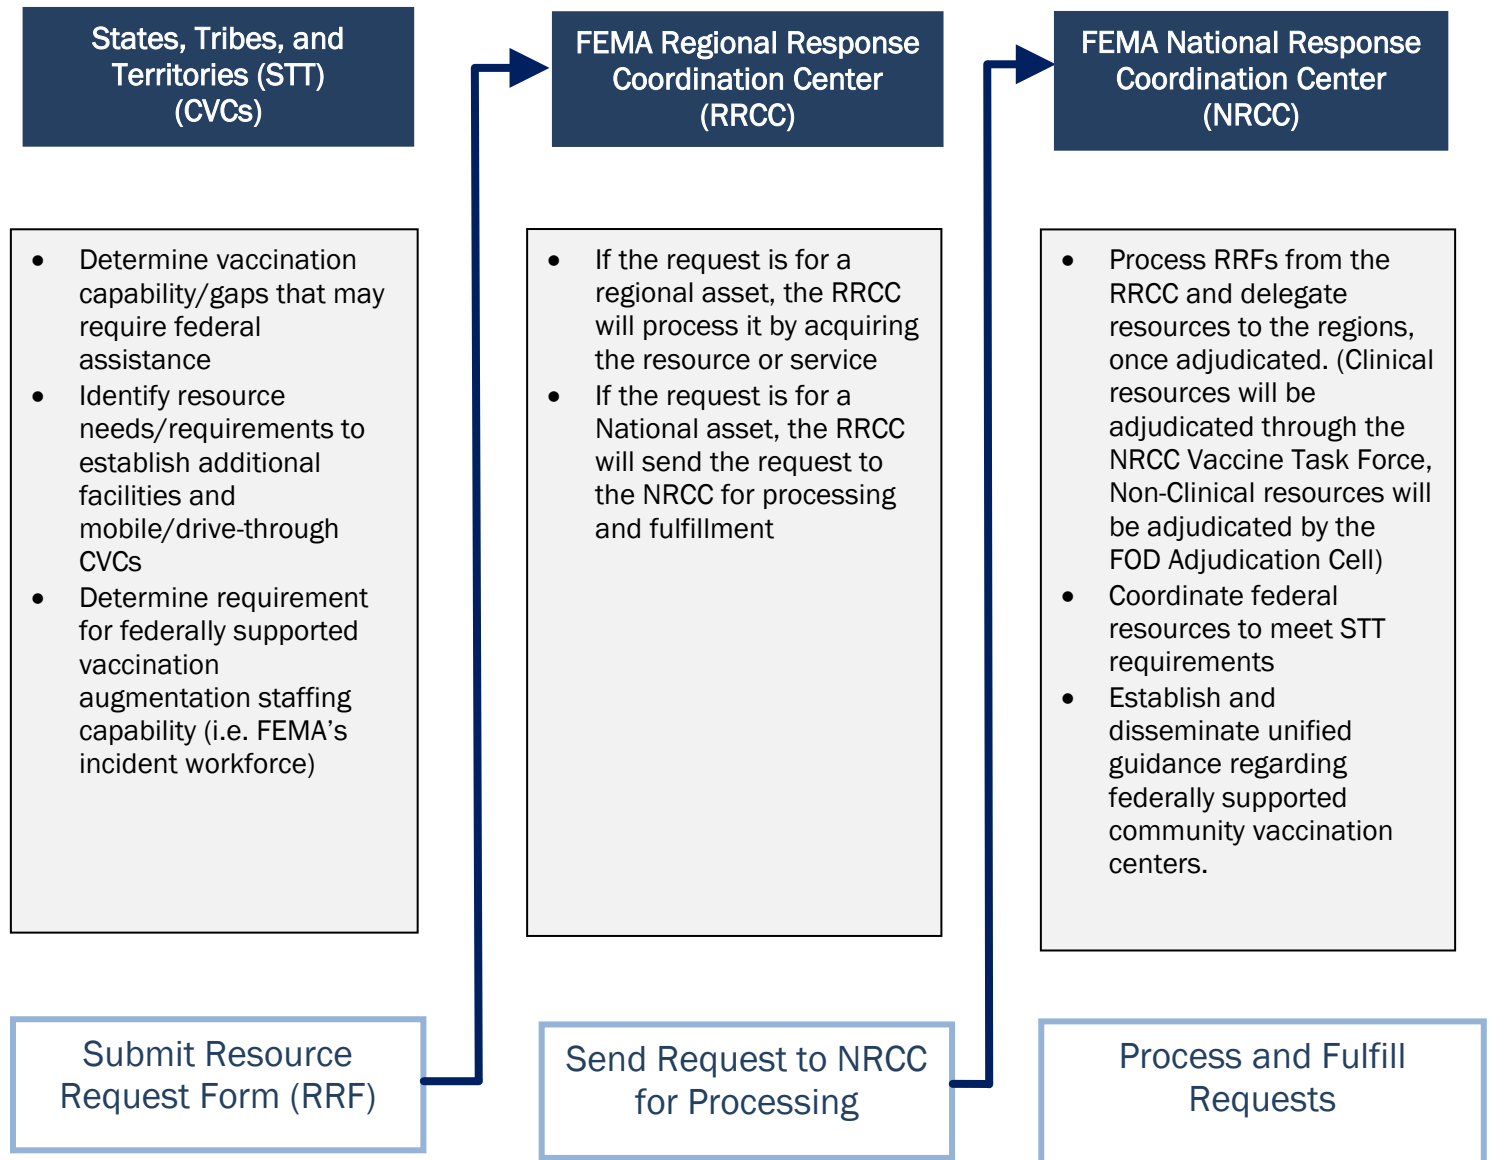 States, Tribes, and
Territories (STT)
(CVCs)
FEMA Regional Response
Coordination Center
(RRCC)
FEMA National Response
Coordination Center
(NRCC)
• Determine vaccination
capability/gaps that may
require federal
assistance
• Identify resource
needs/requirements to
establish additional
facilities and
mobile/drive-through
CVCs
• Determine requirement
for federally supported
vaccination
augmentation staffing
capability (i.e. FEMA’s
incident workforce)
• If the request is for a
regional asset, the RRCC
will process it by acquiring
the resource or service
• If the request is for a
National asset, the RRCC
will send the request to
the NRCC for processing
and fulfillment
• Process RRFs from the
RRCC and delegate
resources to the regions,
once adjudicated. (Clinical
resources will be
adjudicated through the
NRCC Vaccine Task Force,
Non-Clinical resources will
be adjudicated by the
FOD Adjudication Cell)
• Coordinate federal
resources to meet STT
requirements
• Establish and
disseminate unified
guidance regarding
federally supported
community vaccination
centers.
Submit Resource
Request Form (RRF)
Send Request to NRCC
for Processing
Process and Fulfill
Requests